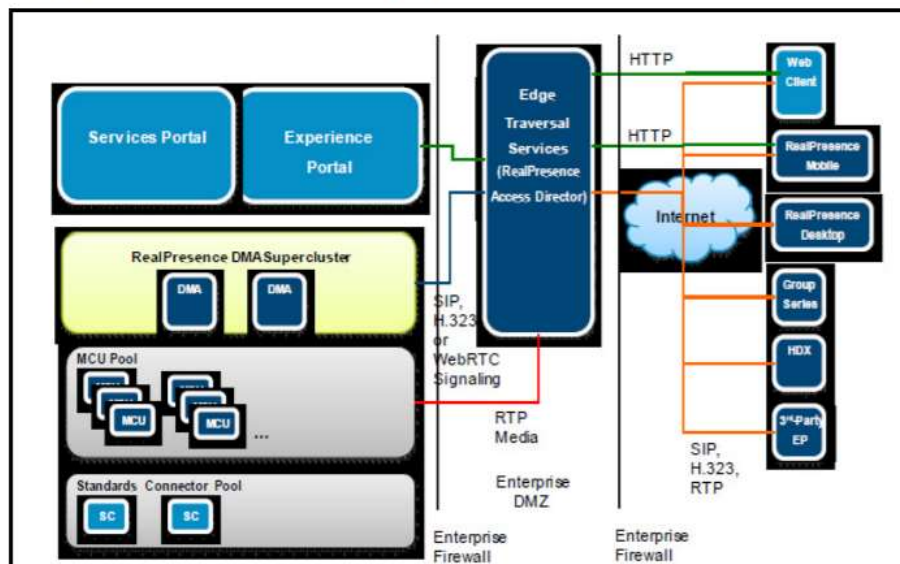 Services Portal
Experience
Portal
RealPresence DMASupercluster
DMA
DMA
MCU Pool
MCU
MCU
...
Standards Connector Pool
SC
SC
SIP,
H.323
or
WebRTC
Signaling
Edge
Traversal
Services
(RealPresence
Access Director)
RTP
Media
Enterprise
DMZ
Enterprise
Firewall
Enterprise
Firewall
HTTP
HTTP
Internet
SIP,
H.323,
RTP
Web
Client
RealPresence
Mobile
RealPresence
Desktop
Group
Series
HDX
3rd-Party
EP